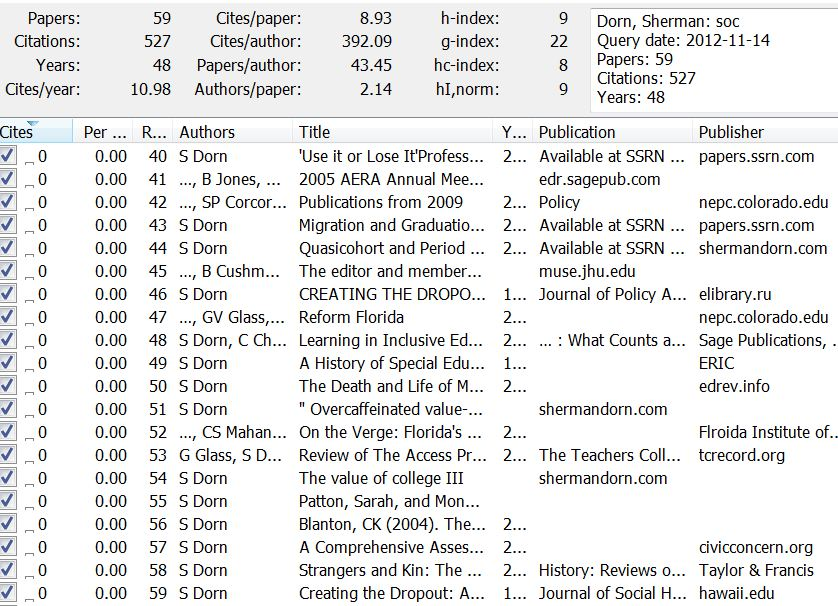 Papers: 59 Cites/paper: 8.93 h-index: 9
Citations: 527 Cites/author: 392.09 g-index: 22
Years: 48 Papers/author: 43.45 hc-index: 8
Cites/year: 10.98 Authors/paper: 2.14 hI,norm: 9
Dorn, Sherman: soc
Query date: 2012-11-14
Papers: 59
Citations: 527
Years: 48
Cites Per ... R... Authors Title Y... Publication Publisher
0 0.00 40 S Dorn 'Use it or Lose It'Profess... 2... Available at SSRN ... papers.ssrn.com
0 0.00 41 ..., B Jones, ... 2005 AERA Annual Mee... edr.sagepub.com
0 0.00 42 ..., SP Corcor... Publications from 2009 2... Policy nepc.colorado.edu
0 0.00 43 S Dorn Migration and Graduatio... 2... Available at SSRN ... papers.ssrn.com
0 0.00 44 S Dorn Quasicohort and Period ... 2... Available at SSRN ... shermandorn.com
0 0.00 45 ..., B Cushm... The editor and member... muse.jhu.edu
0 0.00 46 S Dorn CREATING THE DROPO... 1... Journal of Policy A... elibrary.ru
0 0.00 47 ..., GV Glass,... Reform Florida 2... nepc.colorado.edu
0 0.00 48 S Dorn, C Ch... Learning in Inclusive Ed... 2... ... : What Counts a... Sage Publications, .
0 0.00 49 S Dorn A History of Special Edu... 1... ERIC
0 0.00 50 S Dorn The Death and Life of M... 2... edrev.info
0 0.00 51 S Dorn " Overcaffeinated value-... shermandorn.com
0 0.00 52 ..., CS Mahan... On the Verge: Florida's ... 2... Flroida Institute of..
0 0.00 53 G Glass, S D... Review of The Access Pr... 2... The Teachers Coll... tcrecord.org
0 0.00 54 S Dorn The value of college III shermandorn.com
0 0.00 55 S Dorn Patton, Sarah, and Mon...
0 0.00 56 S Dorn Blanton, CK (2004). The... 2...
0 0.00 57 S Dorn A Comprehensive Asses... 2... civicconcern.org
0 0.00 58 S Dorn Strangers and Kin: The ... 2... History: Reviews o... Taylor & Francis
0 0.00 59 S Dorn Creating the Dropout: A... 1... Journal of Social H... hawaii.edu